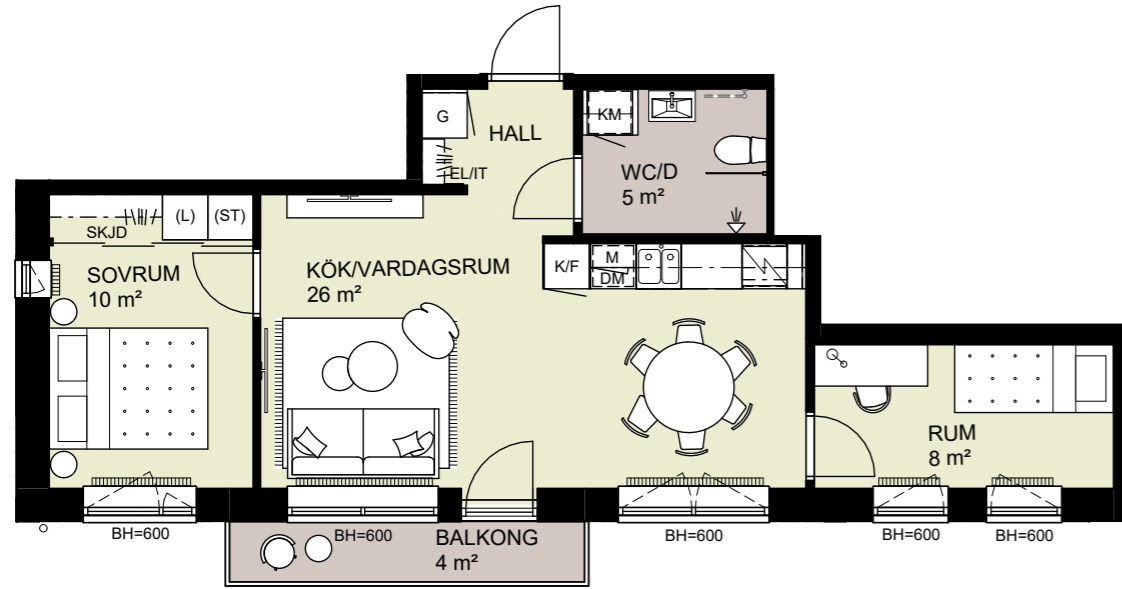 G
HALL
EL/IT
KM
WC/D
5 m²
SKJD
(L)
(ST)
SOVRUM
10 m²
KÖK/VARDAGSRUM
26 m²
K/F
M
DM
RUM
8 m²
BH=600
BH=600
BALKONG
4 m²
BH=600
BH=600
BH=600